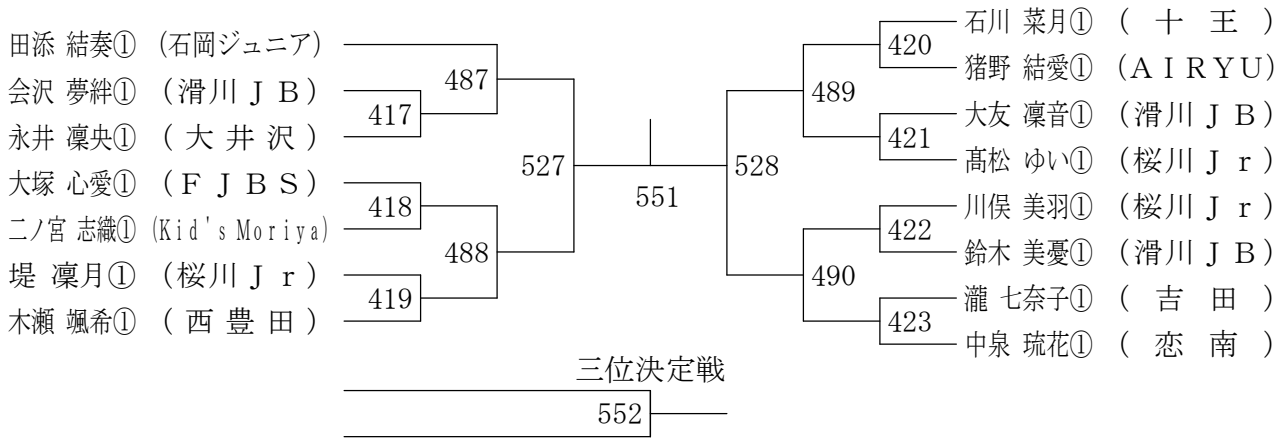 田添 結奏① (石岡ジュニア)
会沢 夢絆① (滑川ＪＢ)
永井 凜央① (大井沢)
大塚 心愛① (ＦＪＢＳ)
二ノ宮 志織① (Kid's Moriya)
堤 凜月① (桜川Ｊｒ)
木瀬 颯希① (西豊田)
487
417
418
488
419
527
551
528
420
489
421
422
490
423
石川 菜月① (十王)
猪野 結愛① (ＡＩＲＹＵ)
大友 凜音① (滑川ＪＢ)
髙松 ゆい① (桜川Ｊｒ)
川俣 美羽① (桜川Ｊｒ)
鈴木 美憂① (滑川ＪＢ)
瀧 七奈子① (吉田)
中泉 琉花① (恋南)
三位決定戦
552